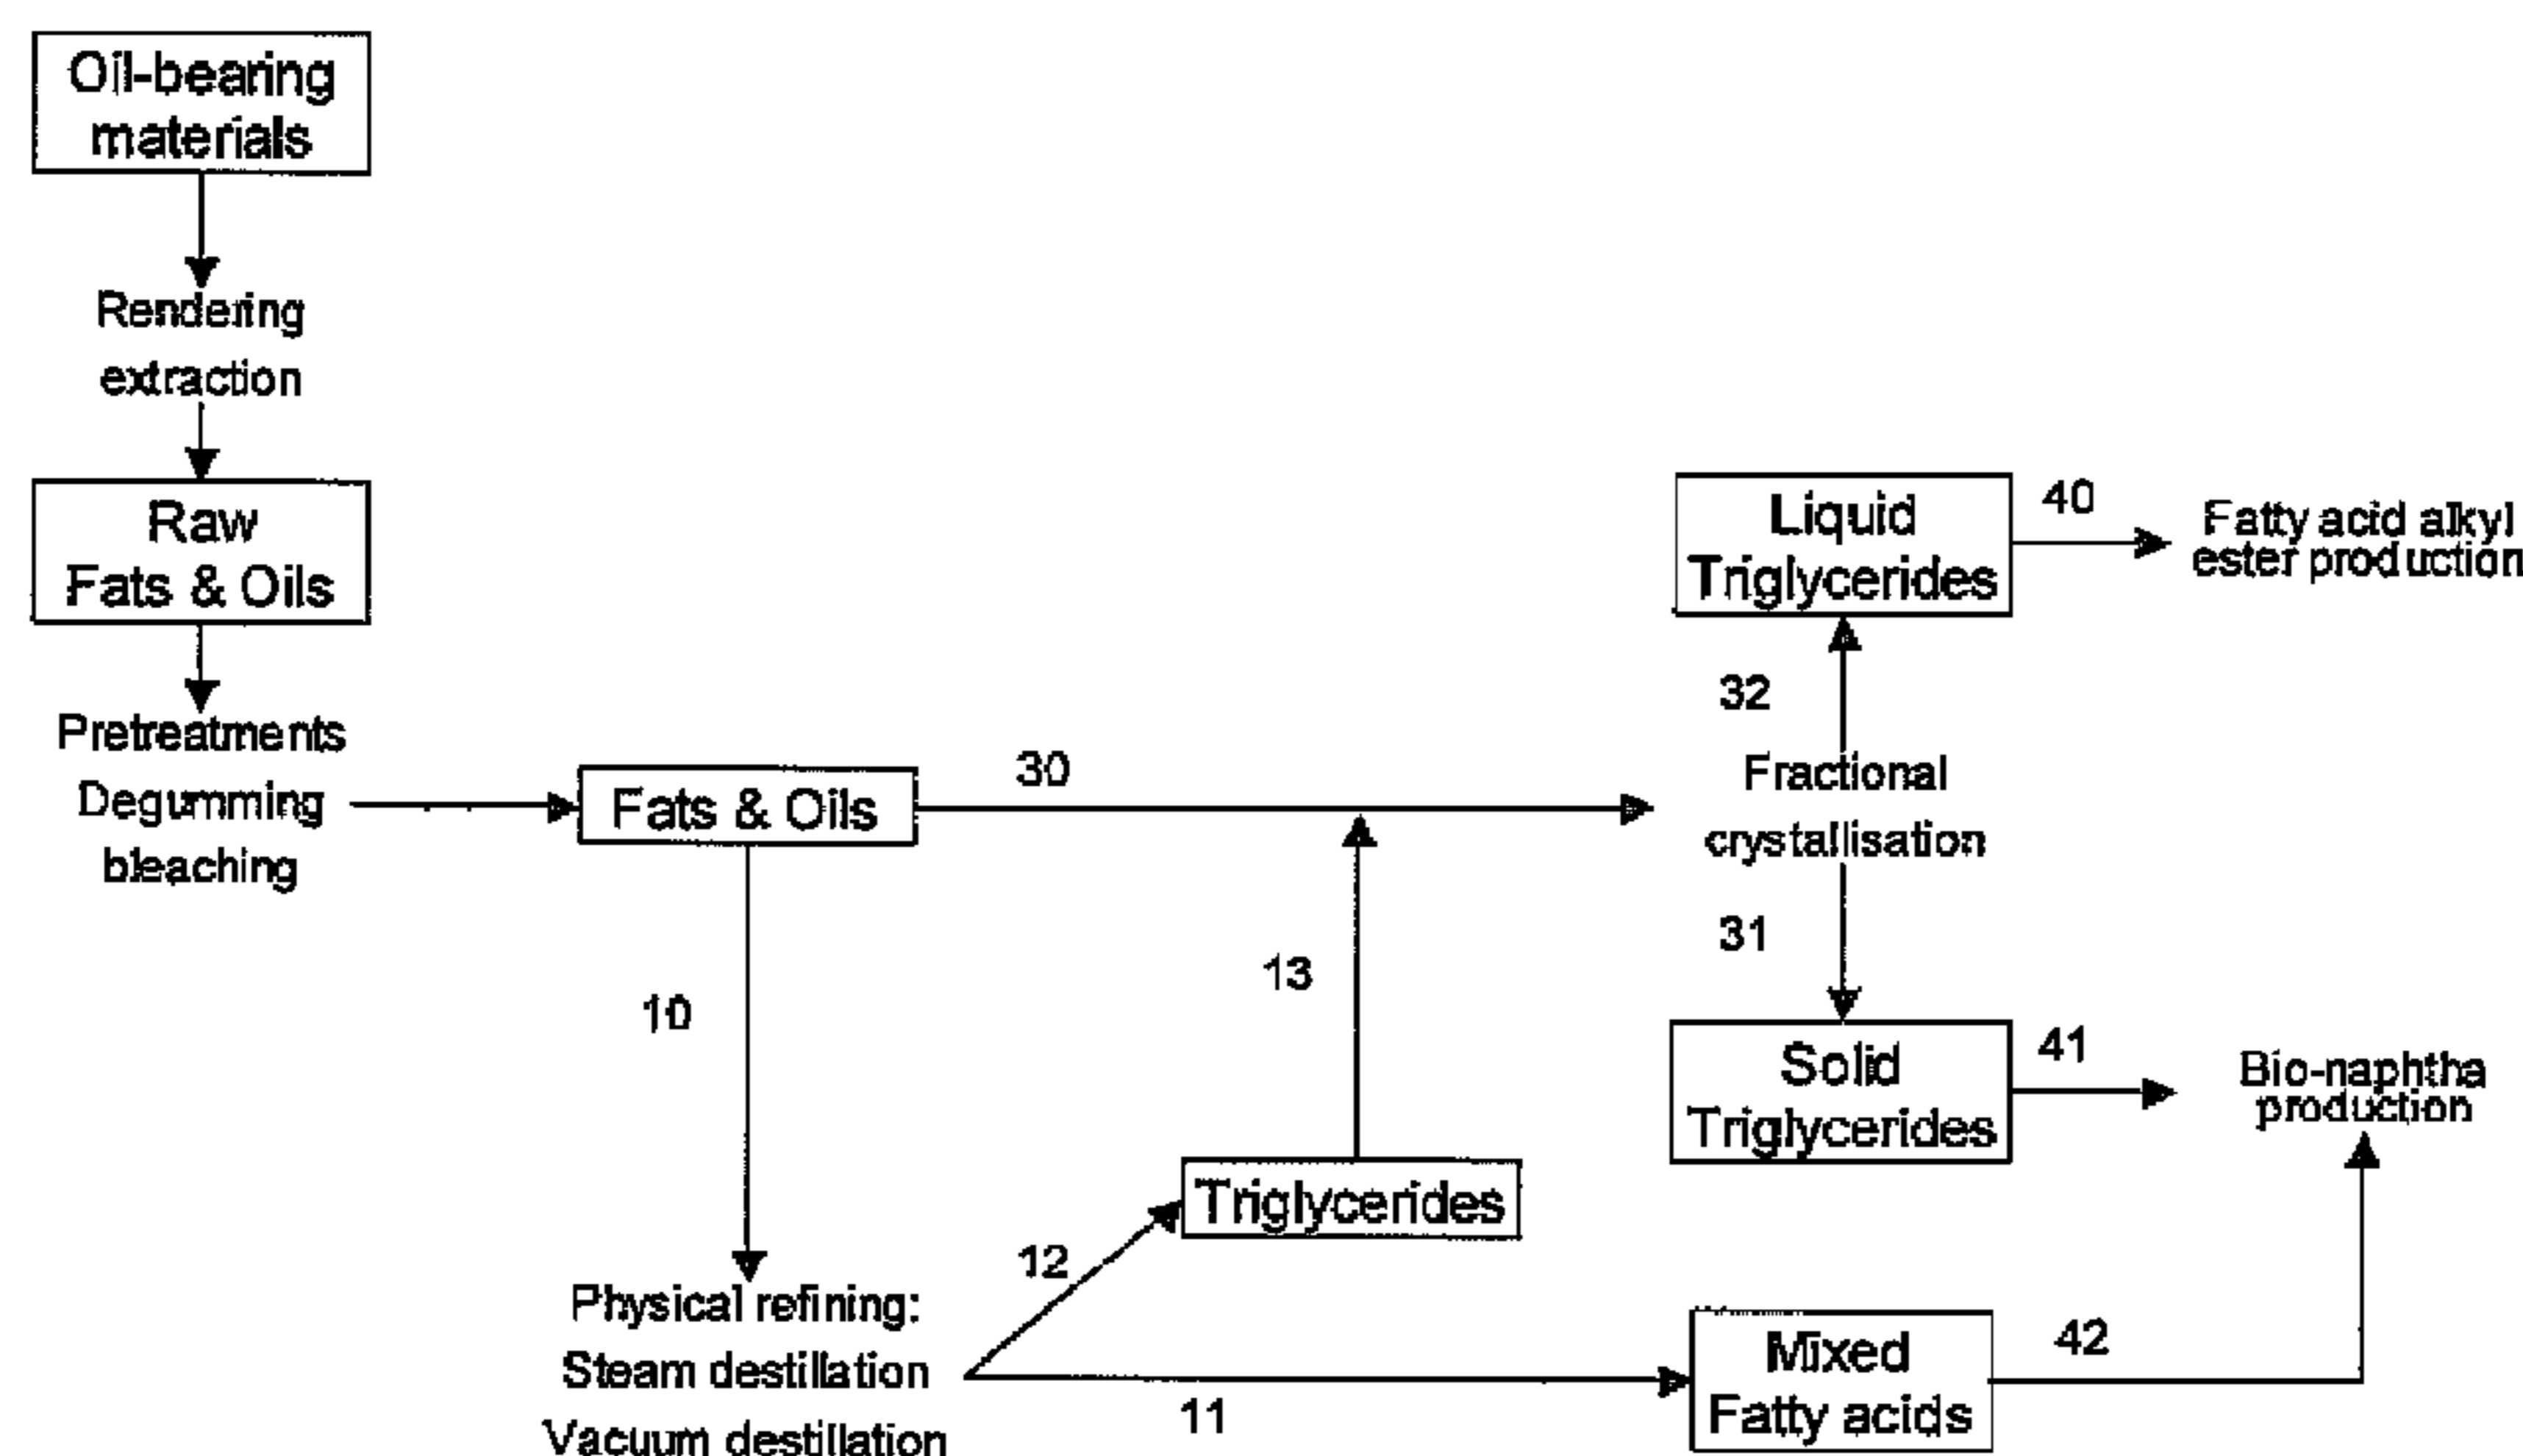 Oil-bearing
materials
Rendering
extraction
Raw
Fats & Oils
Pretreatments
Degumming
bleaching
Fats & Oils
30
10
Physical refining:
Steam destillation
Vacuum destillation
12
11
13
Triglycerides
Liquid
Triglycerides
40
Fatty acid alkyl
ester production
32
Fractional
crystallisation
31
Solid
Triglycerides
41
Bio-naphtha
production
Mixed
Fatty acids
42